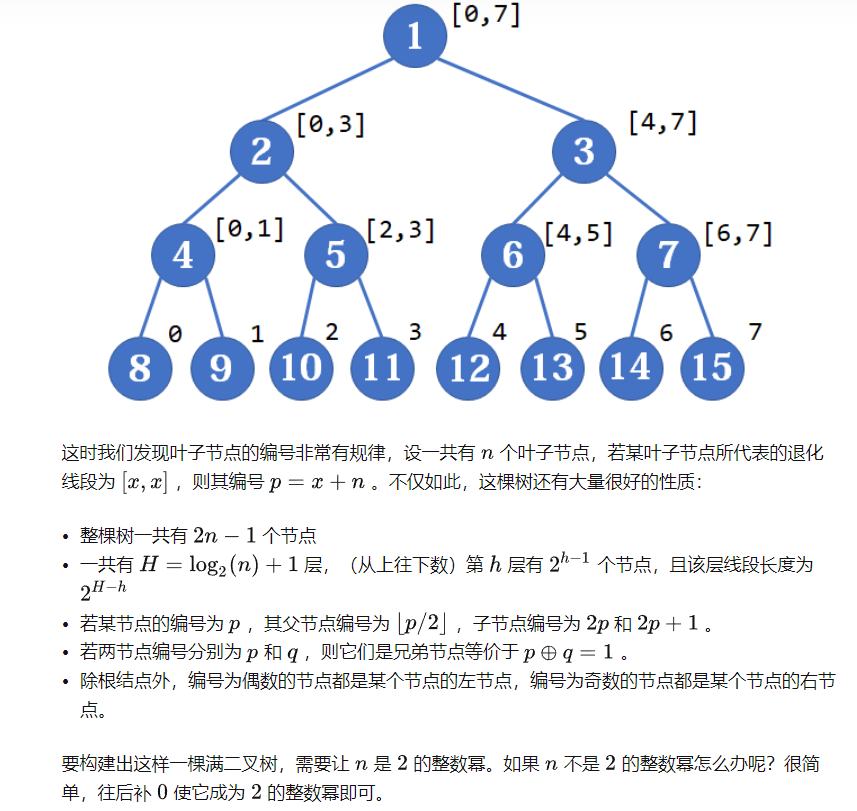 1 [0,7]
2 [0,3] 3 [4,7]
4 [0,1] 5 [2,3] 6 [4,5] 7 [6,7]
0 1 2 3 4 5 6 7
8 9 10 11 12 13 14 15
这时我们发现叶子节点的编号非常有规律，设一共有 n 个叶子节点，若某叶子节点所代表的退化
线段为 [x, x] ，则其编号 p = x + n 。不仅如此，这棵树还有大量很好的性质：
• 整棵树一共有 2n − 1 个节点
• 一共有 H = log₂(n) + 1 层，（从上往下数）第 h 层有 2^{h−1} 个节点，且该层线段长度为
2^{H−h}
• 若某节点的编号为 p ，其父节点编号为 ⌊p/2⌋ ，子节点编号为 2p 和 2p + 1 。
• 若两节点编号分别为 p 和 q ，则它们是兄弟节点等价于 p ⊕ q = 1 。
• 除根结点外，编号为偶数的节点都是某个节点的左节点，编号为奇数的节点都是某个节点的右节
点。
要构建出这样一棵满二叉树，需要让 n 是 2 的整数幂。如果 n 不是 2 的整数幂怎么办呢？很简
单，往后补 0 使它成为 2 的整数幂即可。